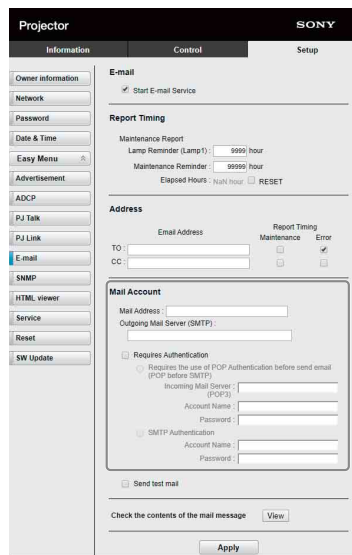 Projector
SONY
Information
Control
Setup
Owner information
Network
Password
Date & Time
Easy Menu
Advertisement
ADCP
PJ Talk
PJ Link
E-mail
SNMP
HTML viewer
Service
Reset
SW Update
E-mail
Start E-mail Service
Report Timing
Maintenance Report
Lamp Reminder (Lamp1) : 9999 hour
Maintenance Reminder : 99999 hour
Elapsed Hours : NaN hour RESET
Address
Email Address
Report Timing
Maintenance Error
TO :
CC :
Mail Account
Mail Address :
Outgoing Mail Server (SMTP) :
Requires Authentication
Requires the use of POP Authentication before send email
(POP before SMTP)
Incoming Mail Server :
(POP3)
Account Name :
Password :
SMTP Authentication
Account Name :
Password :
Send test mail
Check the contents of the mail message View
Apply